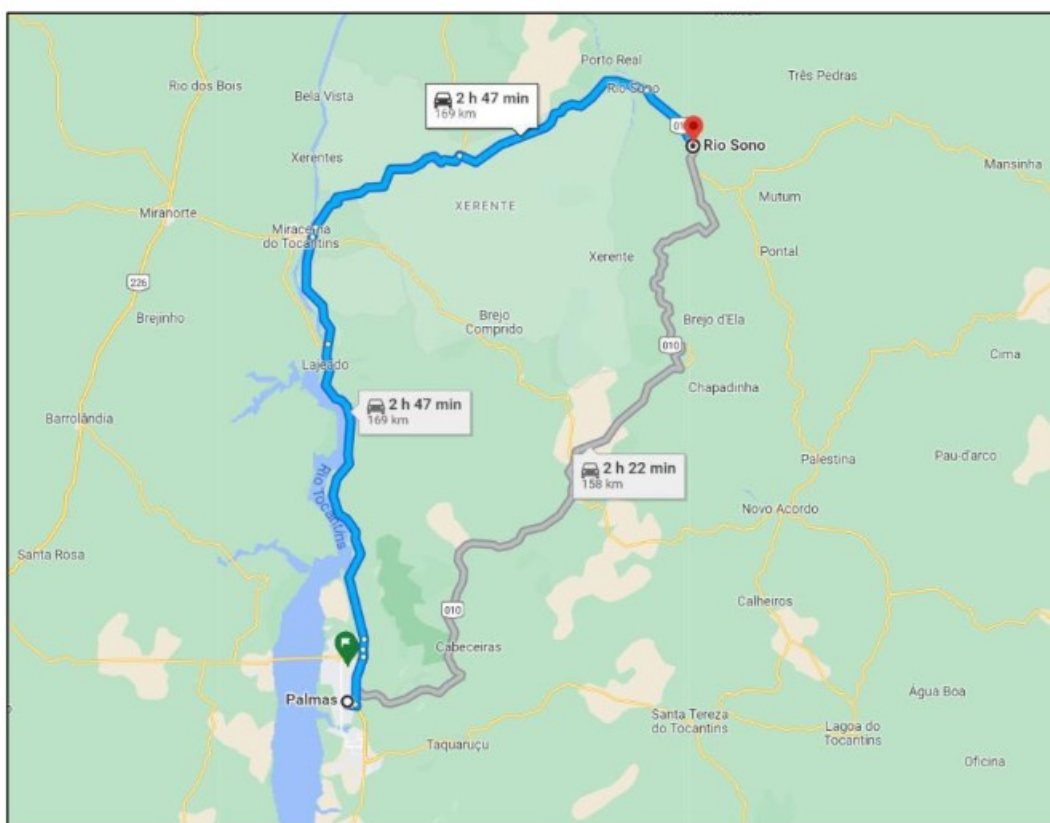 Porto Real
Três Pedras
Rio dos Bois
2 h 47 min
169 km
Bela Vista
Rio Sono
Rio Sono
Xerentes
Mansinha
Mutum
XERENTE
Miranorte
Miracema
do Tocantins
Xerente
Pontal
226
Brejinho
Brejo
Comprido
Brejo d'Ela
010
Cima
Lajeado
Chapadinha
2 h 47 min
169 km
Barrolândia
2 h 22 min
158 km
Palestina
Pau-d'arco
Rio Tocantins
Novo Acordo
Santa Rosa
Calheiros
010
Cabeceiras
Palmas
Água Boa
Santa Tereza
do Tocantins
Lagoa do
Tocantins
Taquaruçu
Oficina